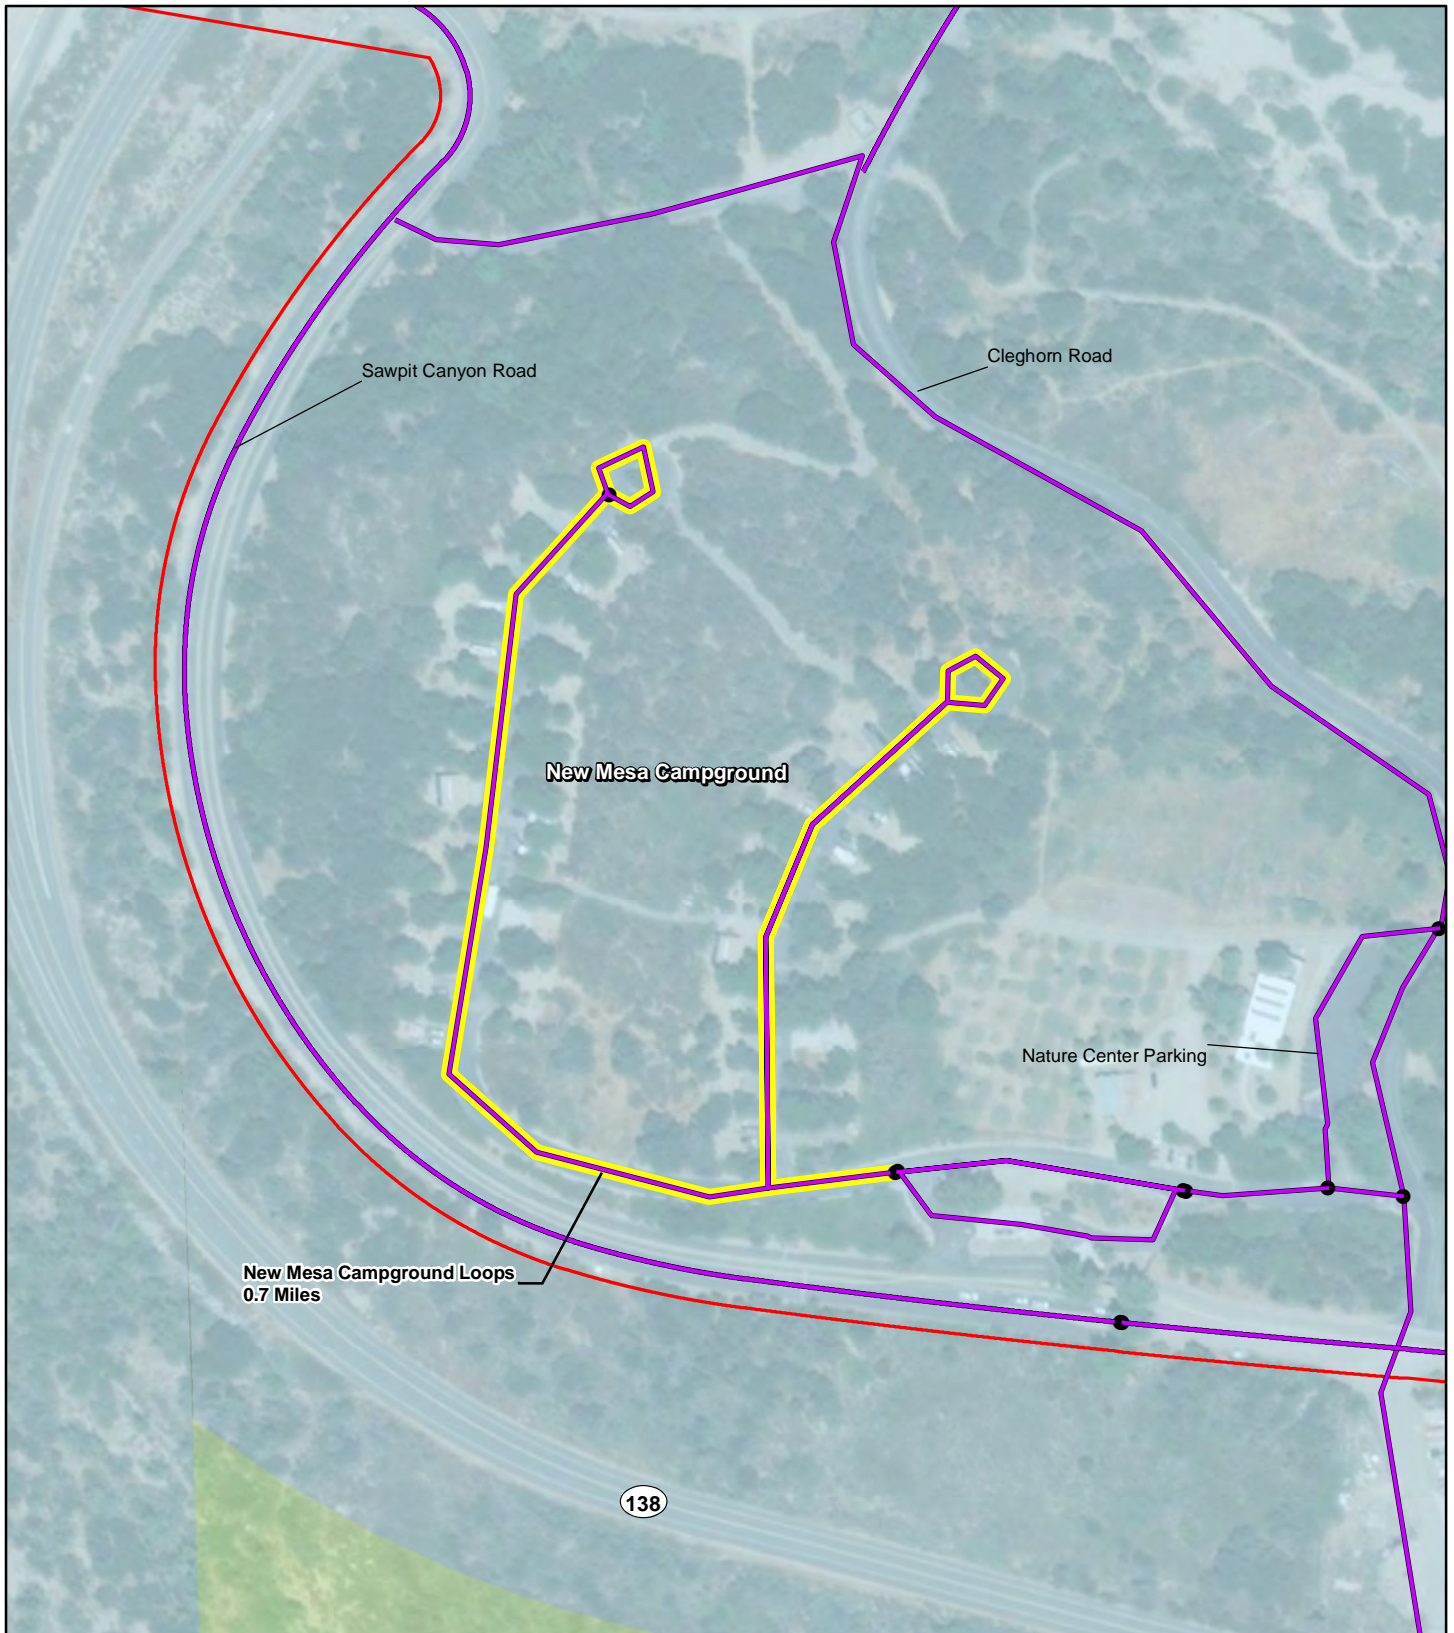 Sawpit Canyon Road
Cleghorn Road
New Mesa Campground
Nature Center Parking
New Mesa Campground Loops
0.7 Miles
138